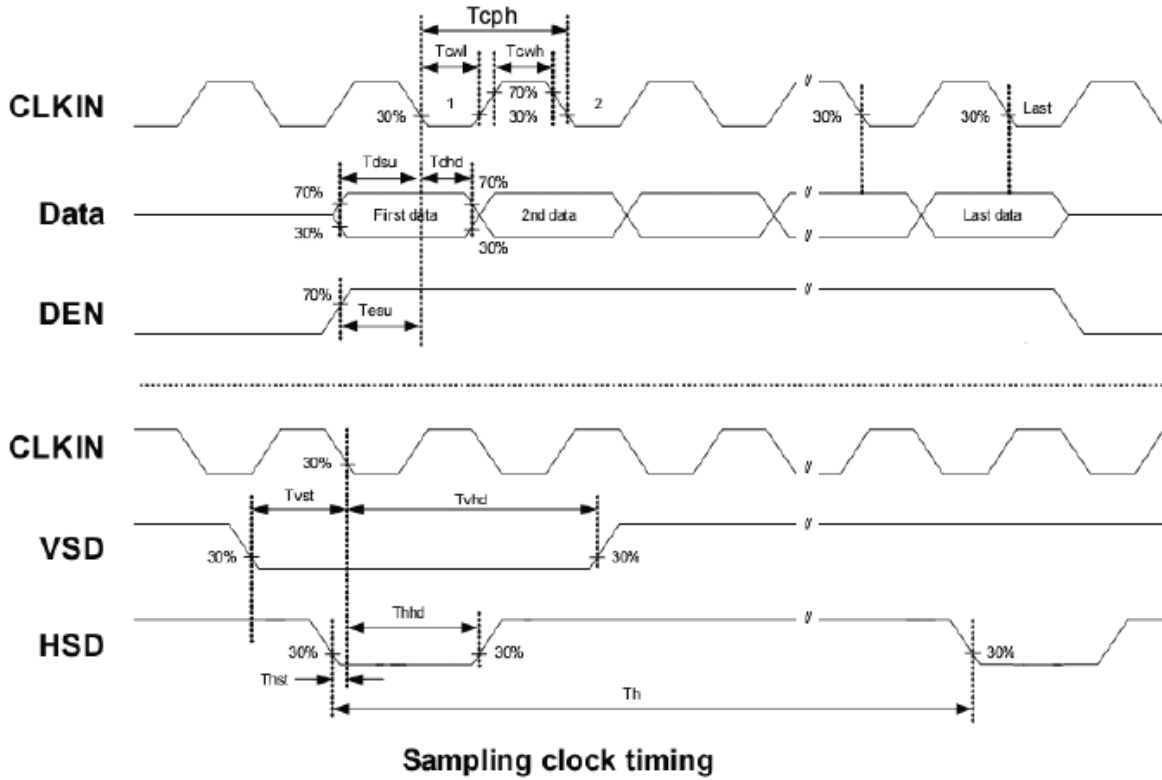 Tcph
Tcwl Tcwh
CLKIN 30% 1 70% 30% 2 // 30% 30% Last
Tdsu Tdhd
70% 70%
Data First data 2nd data // Last data
30% 30%
DEN 70% //
Tesu
CLKIN 30% //
Tvst Tvhd
VSD 30% 30% //
Thhd
HSD 30% 30% // 30%
Thst
Th
Sampling clock timing